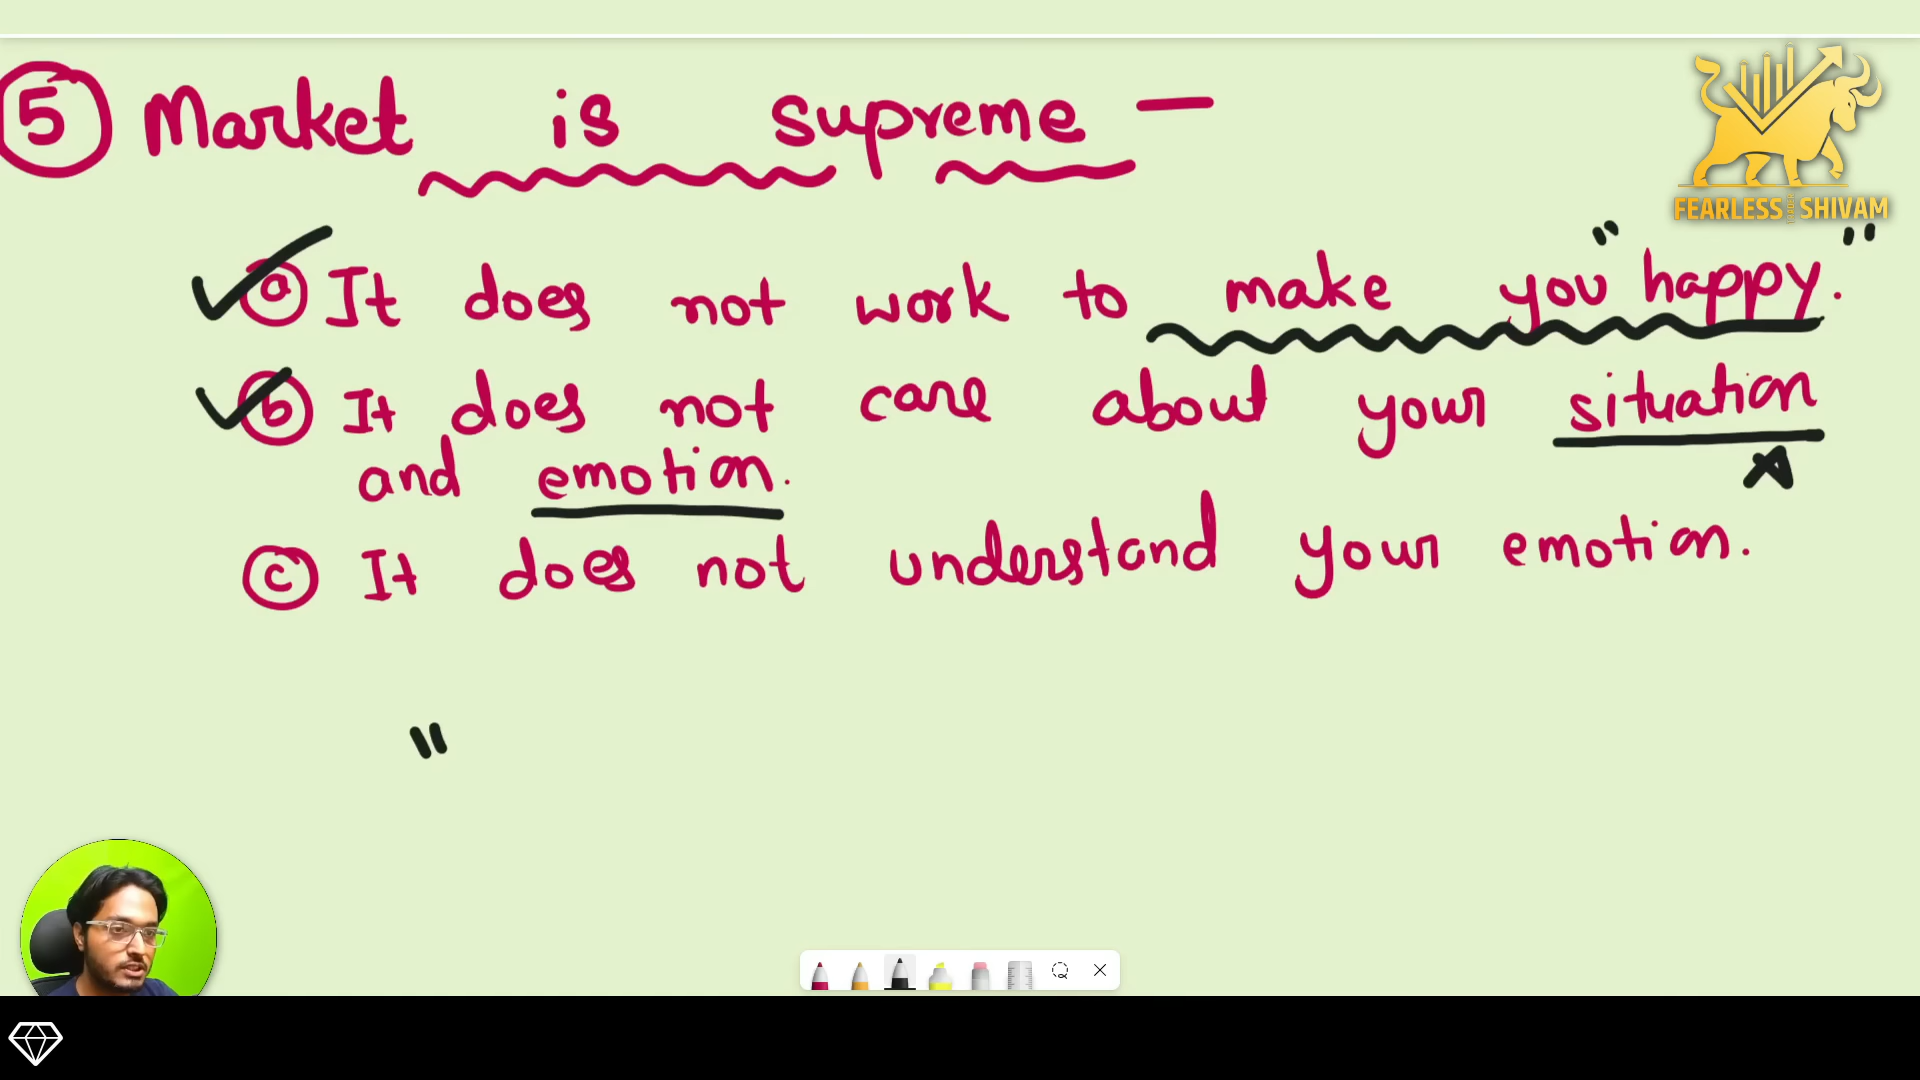 5 Market is supreme —
a It does not work to make you "happy."
b It does not care about your situation
and emotion.
c It does not understand your emotion.
"
FEARLESS SHIVAM